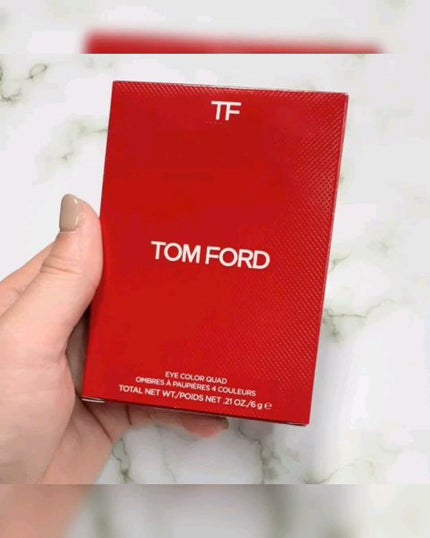 TF
TOM FORD
EYE COLOR QUAD
OMBRES À PAUPIÈRES 4 COULEURS
TOTAL NET WT./POIDS NET .21 OZ./6 g ℮